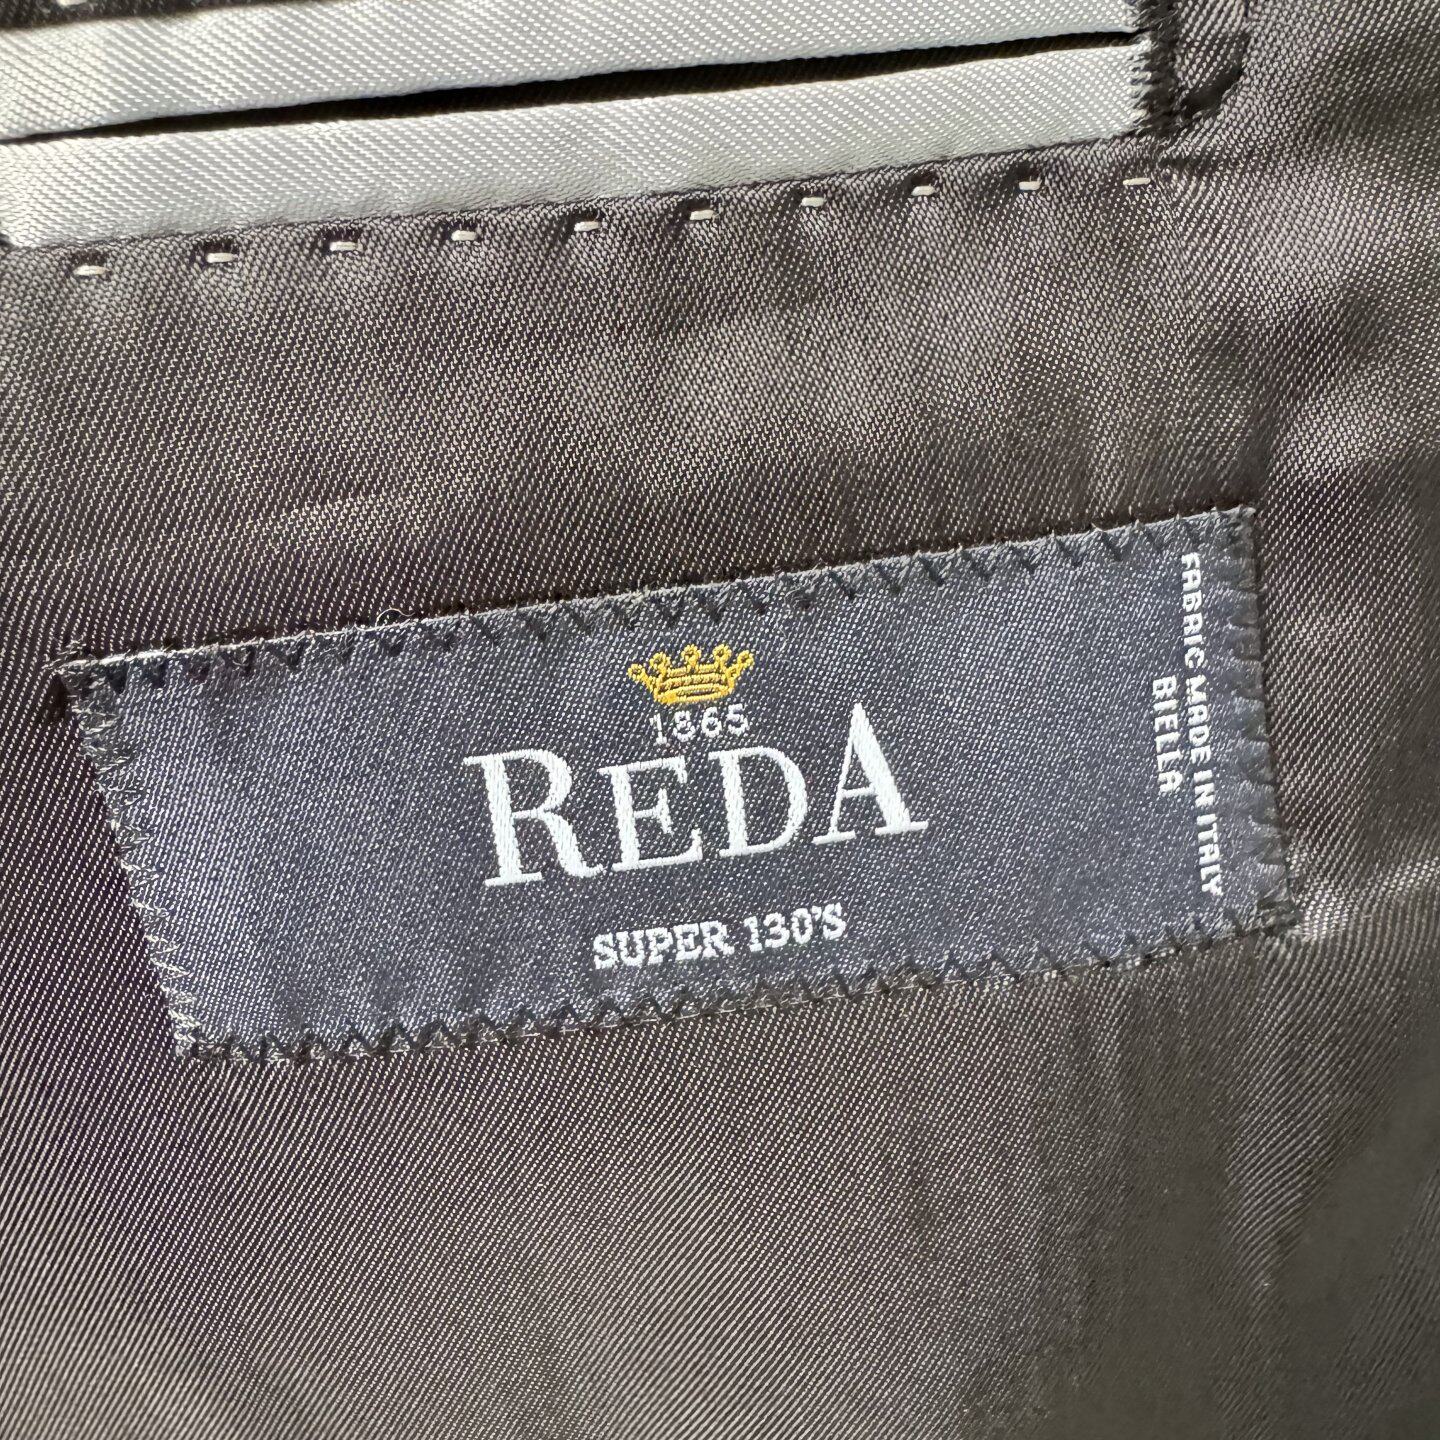 1865
REDA
SUPER 130'S
FABRIC MADE IN ITALY
BIELLA